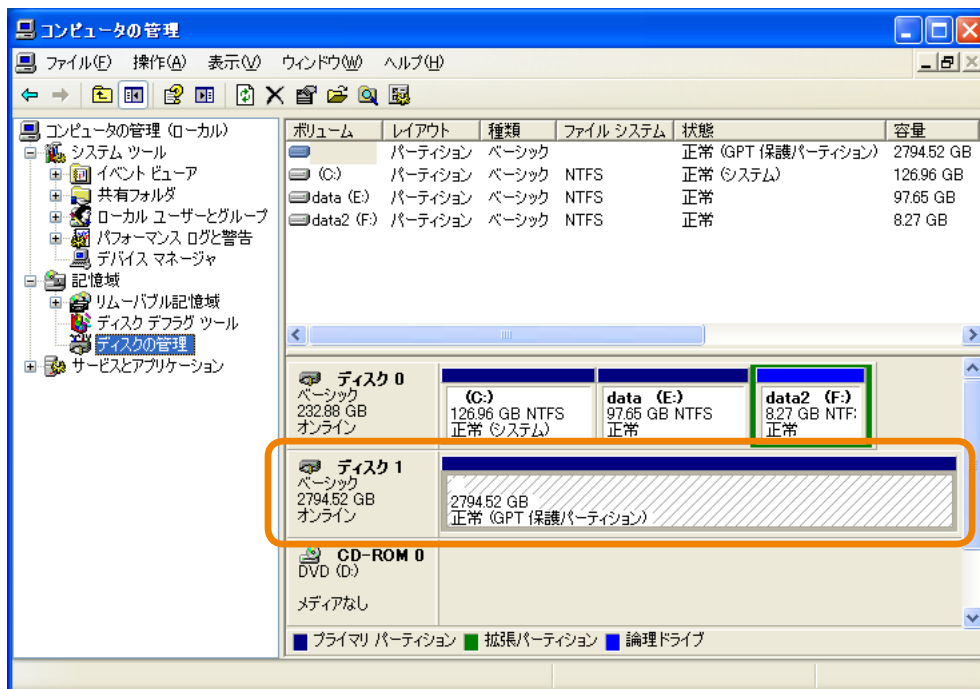 コンピュータの管理
ファイル(F) 操作(A) 表示(V) ウィンドウ(W) ヘルプ(H)
コンピュータの管理 (ローカル)
システム ツール
イベント ビューア
共有フォルダ
ローカル ユーザーとグループ
パフォーマンス ログと警告
デバイス マネージャ
記憶域
リムーバブル記憶域
ディスク デフラグ ツール
ディスクの管理
サービスとアプリケーション
ボリューム レイアウト 種類 ファイル システム 状態 容量
パーティション ベーシック 正常 (GPT 保護パーティション) 2794.52 GB
(C:) パーティション ベーシック NTFS 正常 (システム) 126.96 GB
data (E:) パーティション ベーシック NTFS 正常 97.65 GB
data2 (F:) パーティション ベーシック NTFS 正常 8.27 GB
ディスク 0
ベーシック
232.88 GB
オンライン
(C:)
126.96 GB NTFS
正常 (システム)
data (E:)
97.65 GB NTFS
正常
data2 (F:)
8.27 GB NTF:
正常
ディスク 1
ベーシック
2794.52 GB
オンライン
2794.52 GB
正常 (GPT 保護パーティション)
CD-ROM 0
DVD (D:)
メディアなし
プライマリ パーティション 拡張パーティション 論理ドライブ